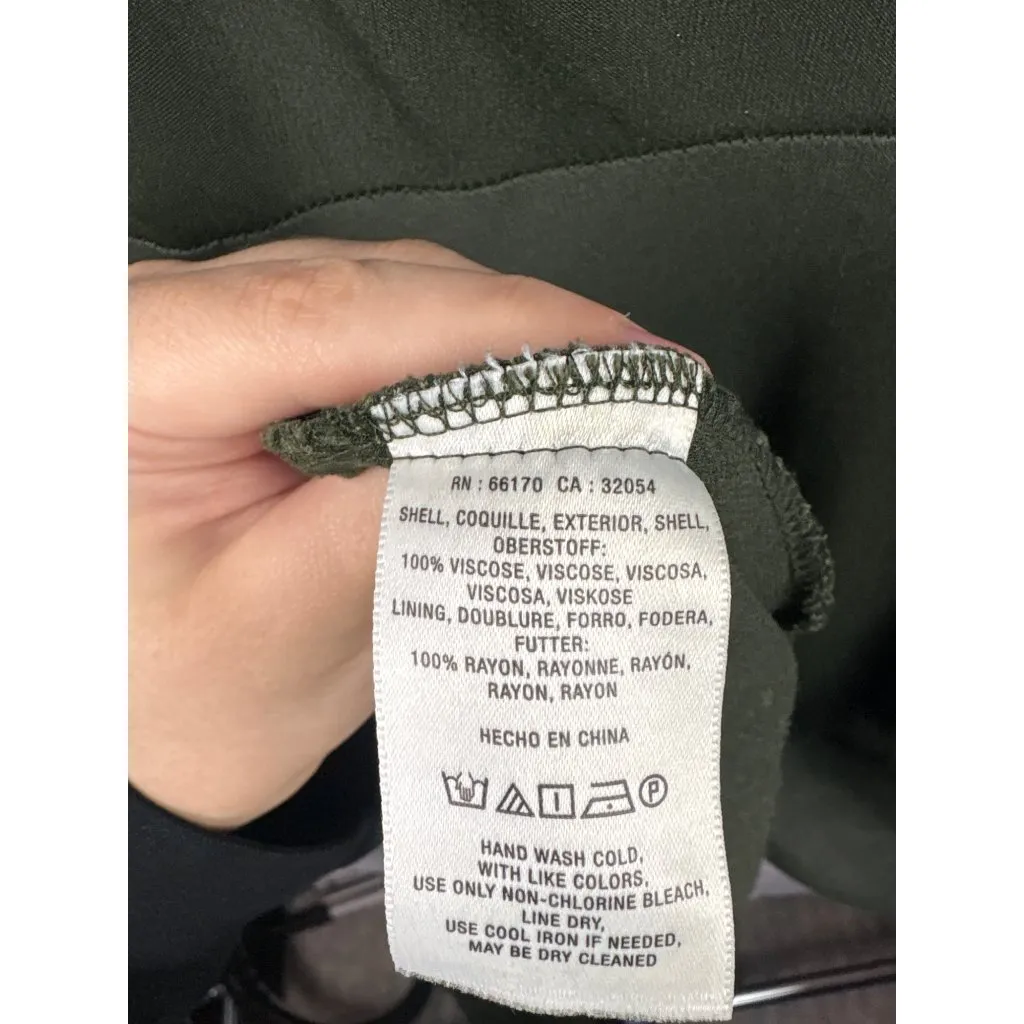 RN : 66170 CA : 32054
SHELL, COQUILLE, EXTERIOR, SHELL,
OBERSTOFF:
100% VISCOSE, VISCOSE, VISCOSA,
VISCOSA, VISKOSE
LINING, DOUBLURE, FORRO, FODERA,
FUTTER:
100% RAYON, RAYONNE, RAYÓN,
RAYON, RAYON
HECHO EN CHINA
P
HAND WASH COLD,
WITH LIKE COLORS,
USE ONLY NON-CHLORINE BLEACH,
LINE DRY,
USE COOL IRON IF NEEDED,
MAY BE DRY CLEANED